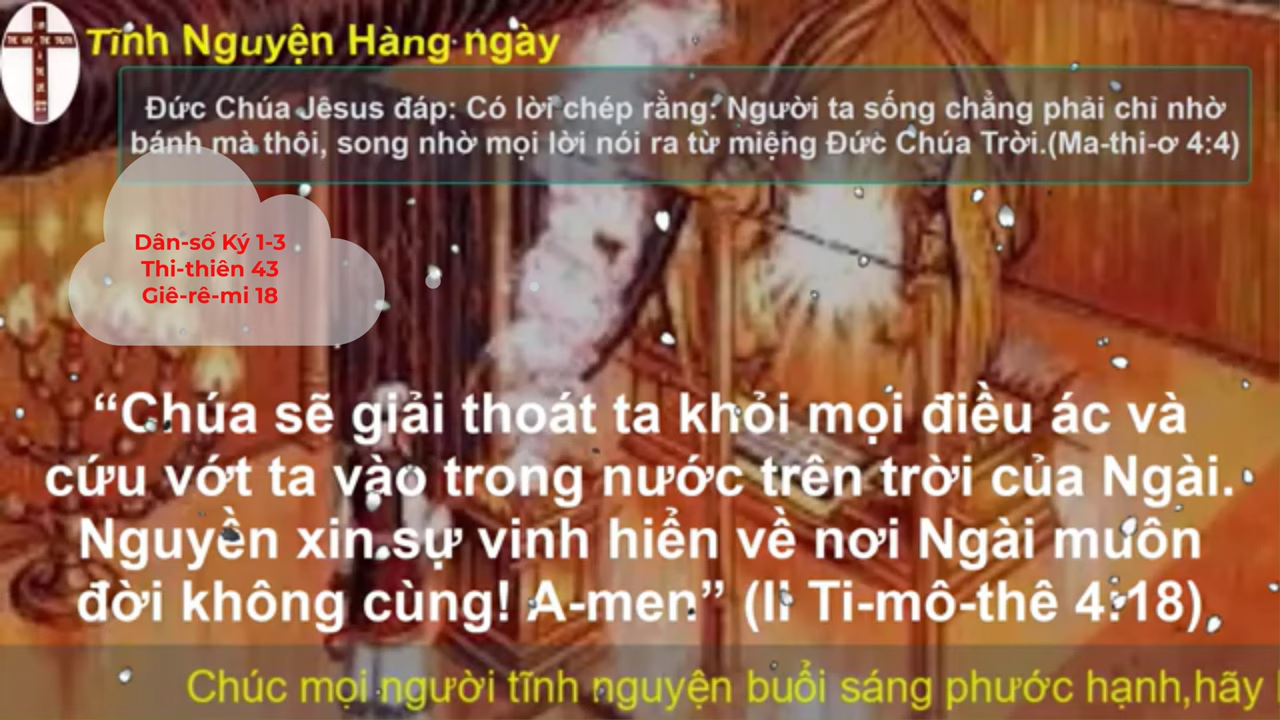 THE WAY THE TRUTH
Tĩnh Nguyện Hàng ngày
Đức Chúa Jêsus đáp: Có lời chép rằng: Người ta sống chẳng phải chỉ nhờ
bánh mà thôi, song nhờ mọi lời nói ra từ miệng Đức Chúa Trời.(Ma-thi-ơ 4:4)
Dân-số Ký 1-3
Thi-thiên 43
Giê-rê-mi 18
“Chúa sẽ giải thoát ta khỏi mọi điều ác và
cứu vớt ta vào trong nước trên trời của Ngài.
Nguyền xin sự vinh hiển về nơi Ngài muôn
đời không cùng! A-men” (Ii Ti-mô-thê 4:18)
Chúc mọi người tĩnh nguyện buổi sáng phước hạnh,hãy